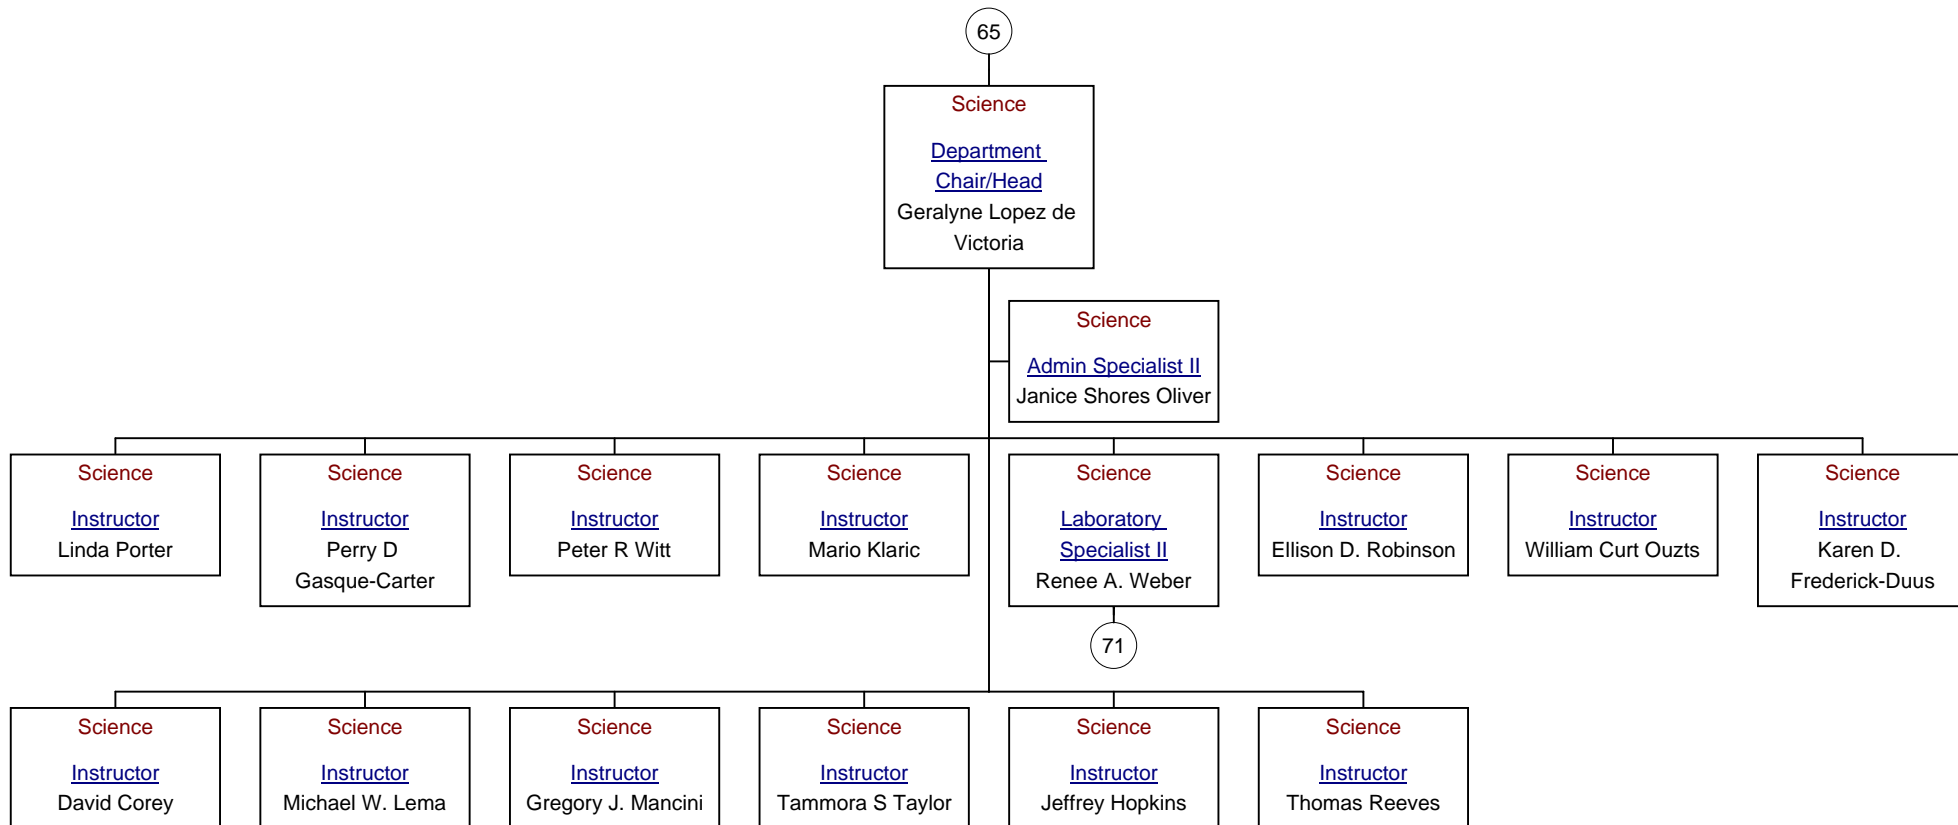 65
Science
Department
Chair/Head
Geralyne Lopez de
Victoria
Science
Admin Specialist II
Janice Shores Oliver
Science
Instructor
Linda Porter
Science
Instructor
Perry D
Gasque-Carter
Science
Instructor
Peter R Witt
Science
Instructor
Mario Klaric
Science
Laboratory
Specialist II
Renee A. Weber
71
Science
Instructor
Ellison D. Robinson
Science
Instructor
William Curt Ouzts
Science
Instructor
Karen D.
Frederick-Duus
Science
Instructor
David Corey
Science
Instructor
Michael W. Lema
Science
Instructor
Gregory J. Mancini
Science
Instructor
Tammora S Taylor
Science
Instructor
Jeffrey Hopkins
Science
Instructor
Thomas Reeves